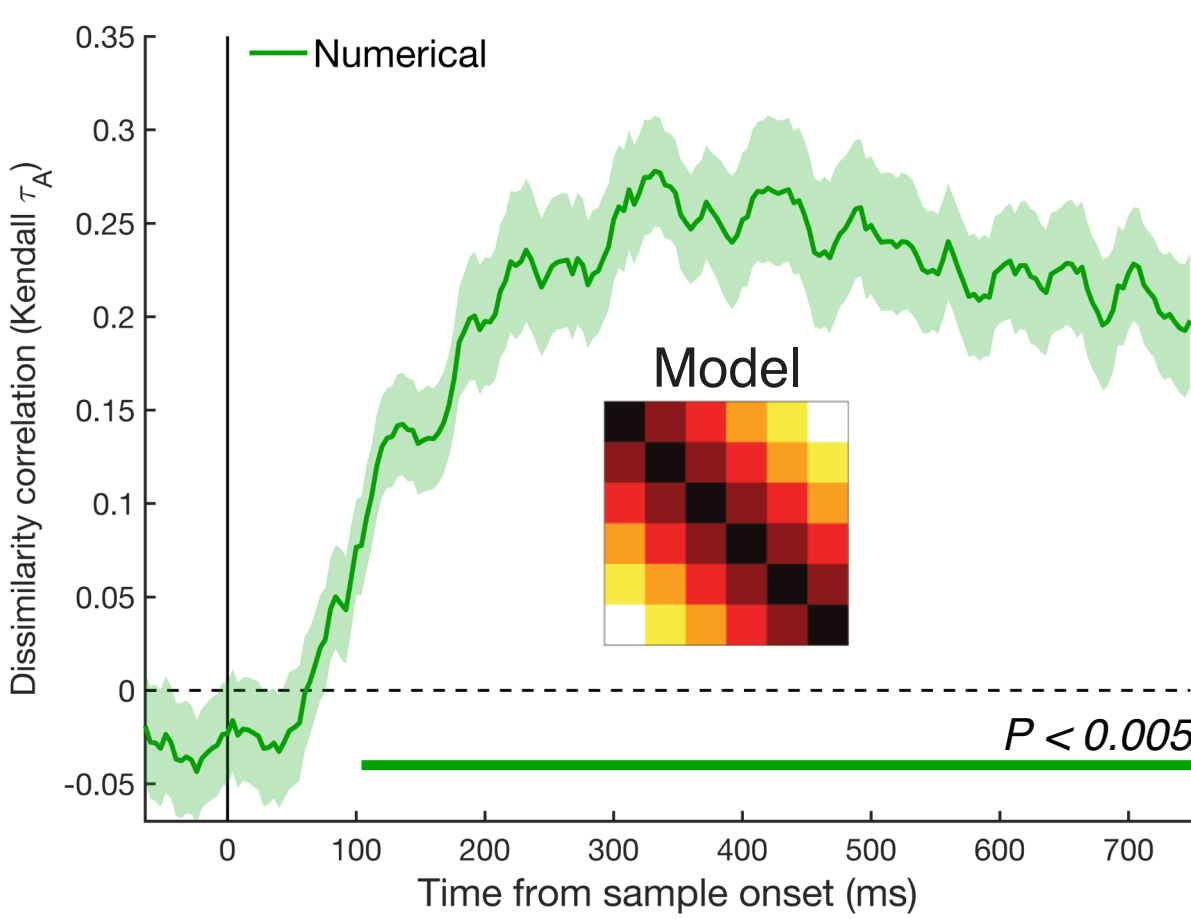 Numerical
0.35
0.3
0.25
0.2
0.15
0.1
0.05
0
-0.05
Dissimilarity correlation (Kendall τA)
Model
P < 0.005
0 100 200 300 400 500 600 700
Time from sample onset (ms)